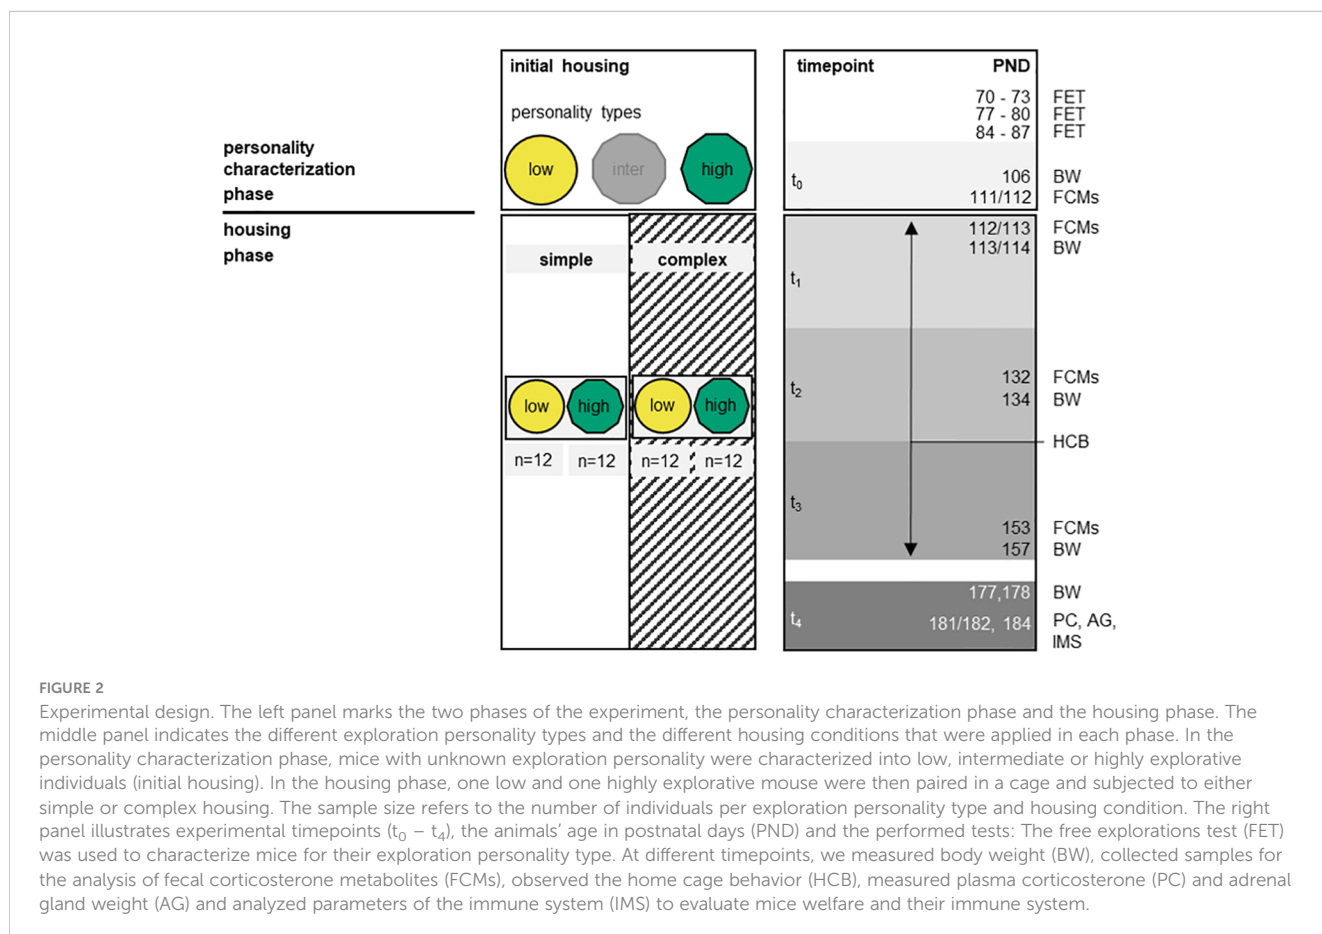 initial housing
personality types
low inter high
personality
characterization
phase
housing
phase
simple complex
low high low high
n=12 n=12 n=12 n=12
timepoint PND
70 - 73 FET
77 - 80 FET
84 - 87 FET
t0 106 BW
111/112 FCMs
112/113 FCMs
113/114 BW
t1
132 FCMs
t2
134 BW
HCB
t3
153 FCMs
157 BW
177,178 BW
t4 181/182, 184 PC, AG,
IMS
FIGURE 2
Experimental design. The left panel marks the two phases of the experiment, the personality characterization phase and the housing phase. The
middle panel indicates the different exploration personality types and the different housing conditions that were applied in each phase. In the
personality characterization phase, mice with unknown exploration personality were characterized into low, intermediate or highly explorative
individuals (initial housing). In the housing phase, one low and one highly explorative mouse were then paired in a cage and subjected to either
simple or complex housing. The sample size refers to the number of individuals per exploration personality type and housing condition. The right
panel illustrates experimental timepoints (t0 – t4), the animals’ age in postnatal days (PND) and the performed tests: The free explorations test (FET)
was used to characterize mice for their exploration personality type. At different timepoints, we measured body weight (BW), collected samples for
the analysis of fecal corticosterone metabolites (FCMs), observed the home cage behavior (HCB), measured plasma corticosterone (PC) and adrenal
gland weight (AG) and analyzed parameters of the immune system (IMS) to evaluate mice welfare and their immune system.